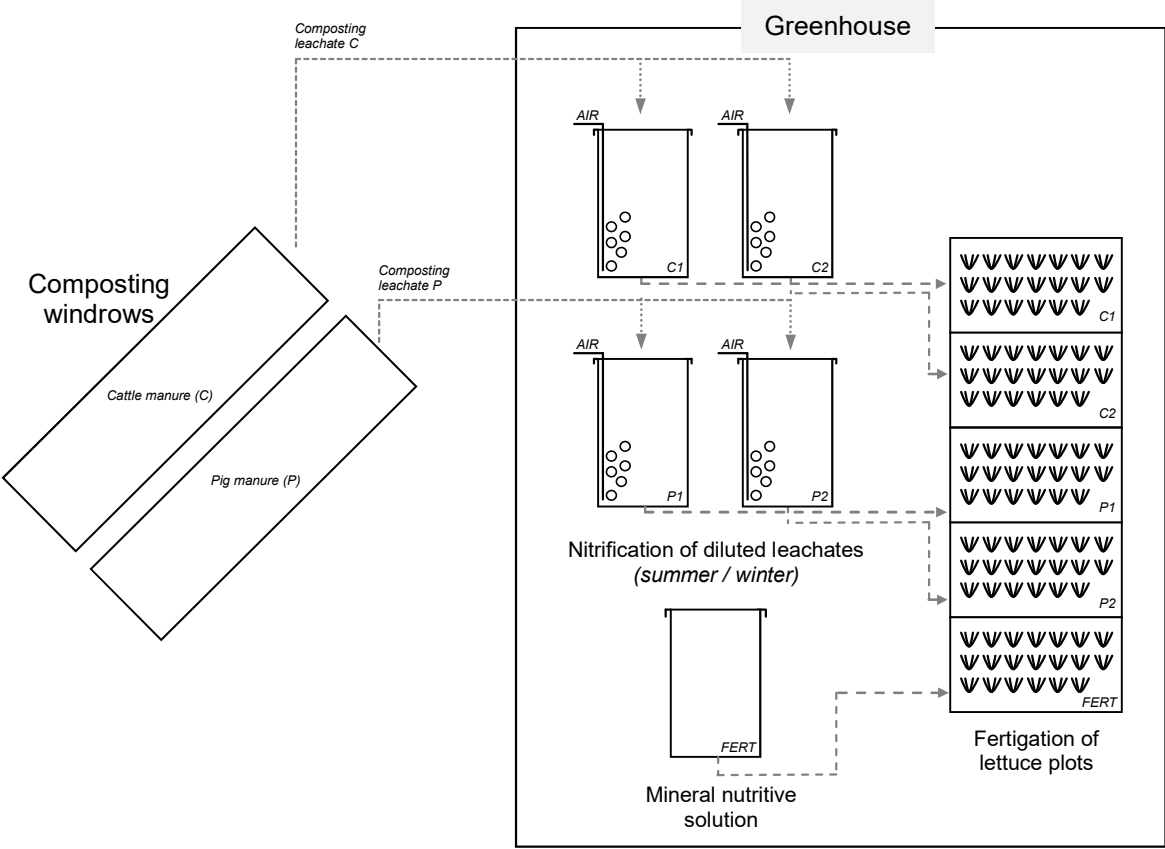 Greenhouse
Composting
leachate C
AIR
AIR
C1
C2
Composting
leachate P
Composting
windrows
Cattle manure (C)
Pig manure (P)
AIR
AIR
P1
P2
Nitrification of diluted leachates
(summer / winter)
FERT
Mineral nutritive
solution
C1
C2
P1
P2
FERT
Fertigation of
lettuce plots